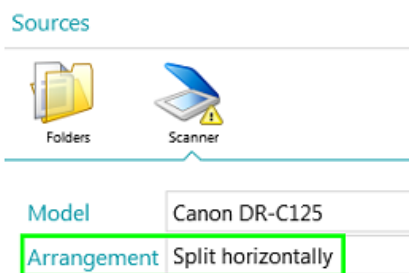 Sources
Folders
Scanner
Model Canon DR-C125
Arrangement Split horizontally